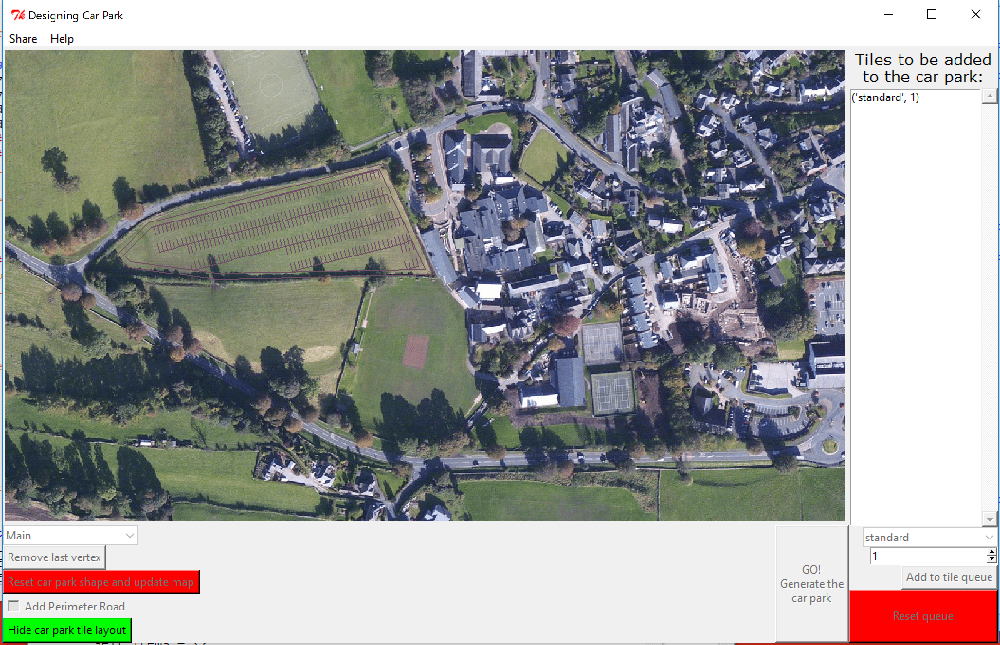 Designing Car Park
Share Help
Tiles to be added
to the car park:
('standard', 1)
Main
Remove last vertex
Reset car park shape and update map
Add Perimeter Road
Hide car park tile layout
GO!
Generate the
car park
standard
1
Add to tile queue
Reset queue